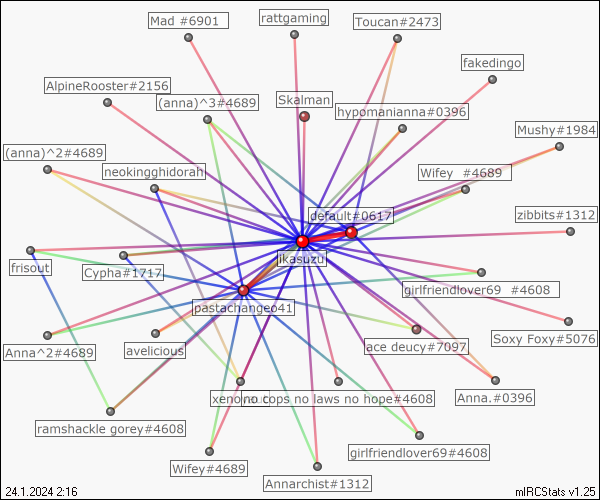 Mad #6901
rattgaming
Toucan#2473
fakedingo
AlpineRooster#2156
(anna)^3#4689
Skalman
hypomanianna#0396
Mushy#1984
(anna)^2#4689
neokingghidorah
Wifey #4689
default#0617
zibbits#1312
ikasuzu
frisout
Cypha#1717
girlfriendlover69 #4608
pastachangeo41
Soxy Foxy#5076
Anna^2#4689
avelicious
ace deucy#7097
no cops no laws no hope#4608
Anna.#0396
ramshackle gorey#4608
girlfriendlover69#4608
Wifey#4689
Annarchist#1312
24.1.2024 2:16
mIRCStats v1.25